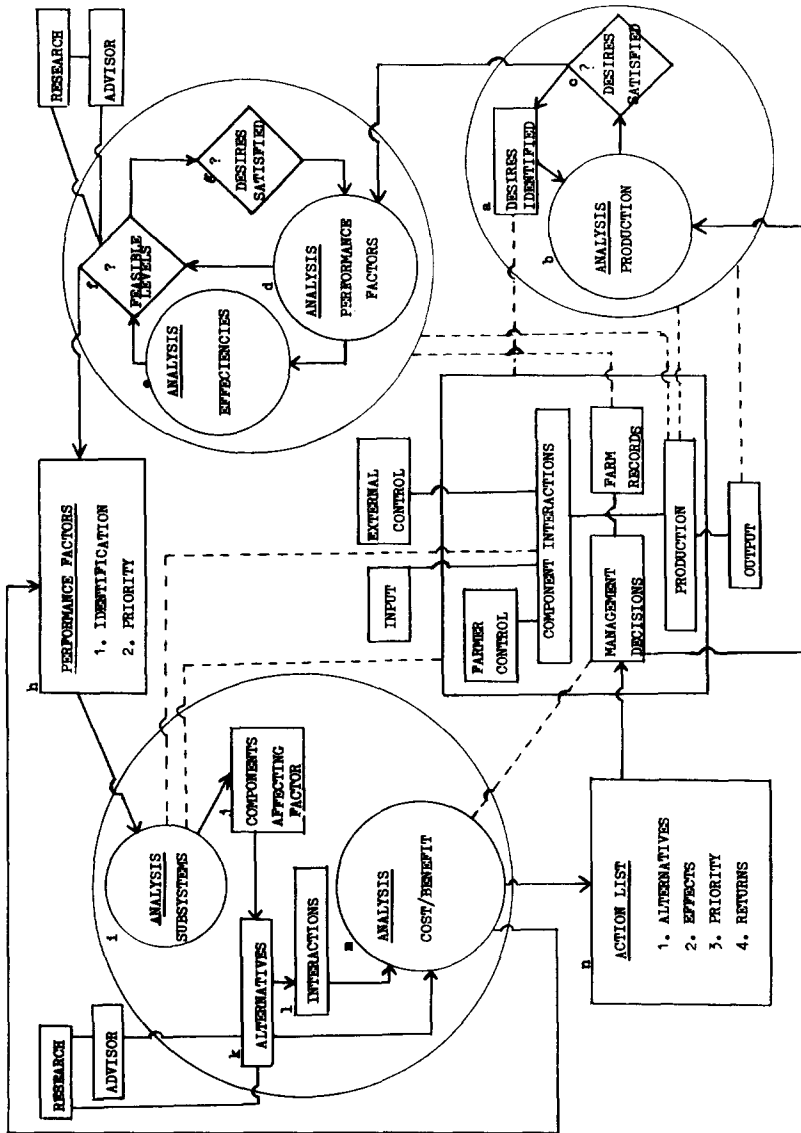 RESEARCH
ADVISOR
f
?
FEASIBLE
LEVELS
g
?
DESIRES
SATISFIED
e
ANALYSIS
EFFECIENCIES
d
ANALYSIS
PERFORMANCE
FACTORS
a
DESIRES
IDENTIFIED
c
?
DESIRES
SATISFIED
b
ANALYSIS
PRODUCTION
h
PERFORMANCE FACTORS
1. IDENTIFICATION
2. PRIORITY
EXTERNAL
CONTROL
INPUT
FARMER
CONTROL
COMPONENT INTERACTIONS
MANAGEMENT
DECISIONS
FARM
RECORDS
PRODUCTION
OUTPUT
i
ANALYSIS
SUBSYSTEMS
j
COMPONENTS
AFFECTING
FACTOR
RESEARCH
ADVISOR
k
ALTERNATIVES
l
INTERACTIONS
m
ANALYSIS
COST/BENEFIT
n
ACTION LIST
1. ALTERNATIVES
2. EFFECTS
3. PRIORITY
4. RETURNS